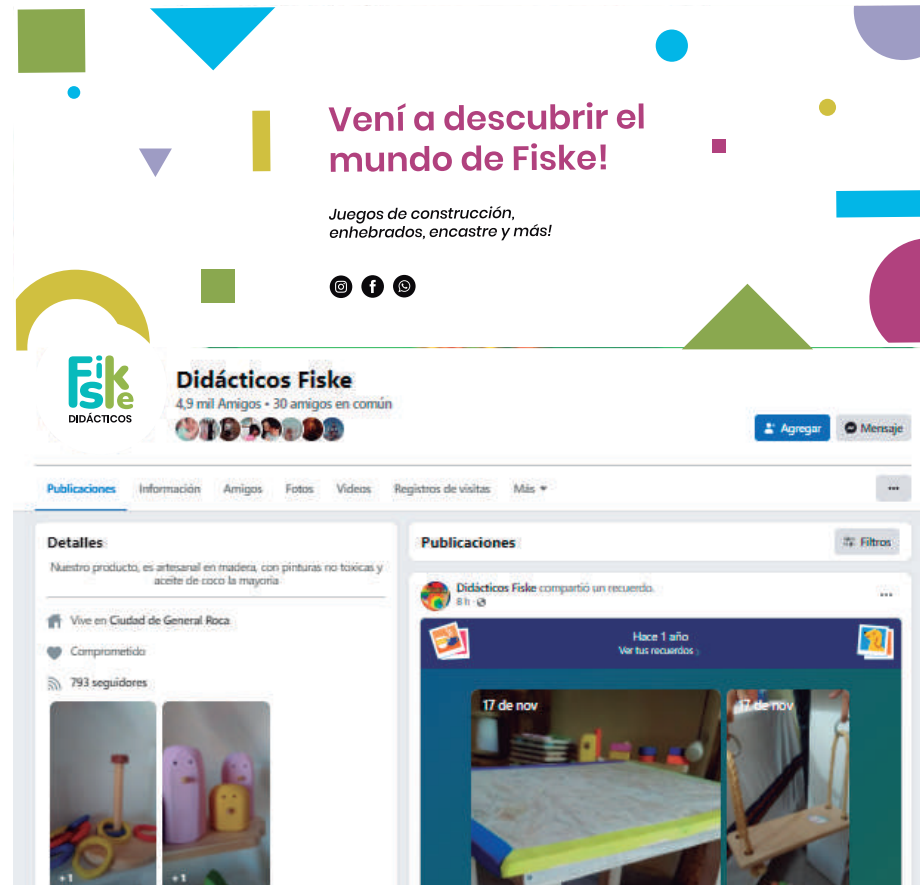 Vení a descubrir el
mundo de Fiske!
Juegos de construcción,
enhebrados, encastre y más!
Fik
sle
DIDÁCTICOS
Didácticos Fiske
4,9 mil Amigos • 30 amigos en común
Agregar
Mensaje
Publicaciones Información Amigos Fotos Videos Registros de visitas Más
Detalles
Nuestro producto, es artesanal en madera, con pinturas no toxicas y
aceite de coco la mayoria
Vive en Ciudad de General Roca
Comprometido
793 seguidores
+1
+1
Publicaciones
Filtros
Didácticos Fiske compartió un recuerdo.
8 h ·
Hace 1 año
Ver tus recuerdos
17 de nov
17 de nov